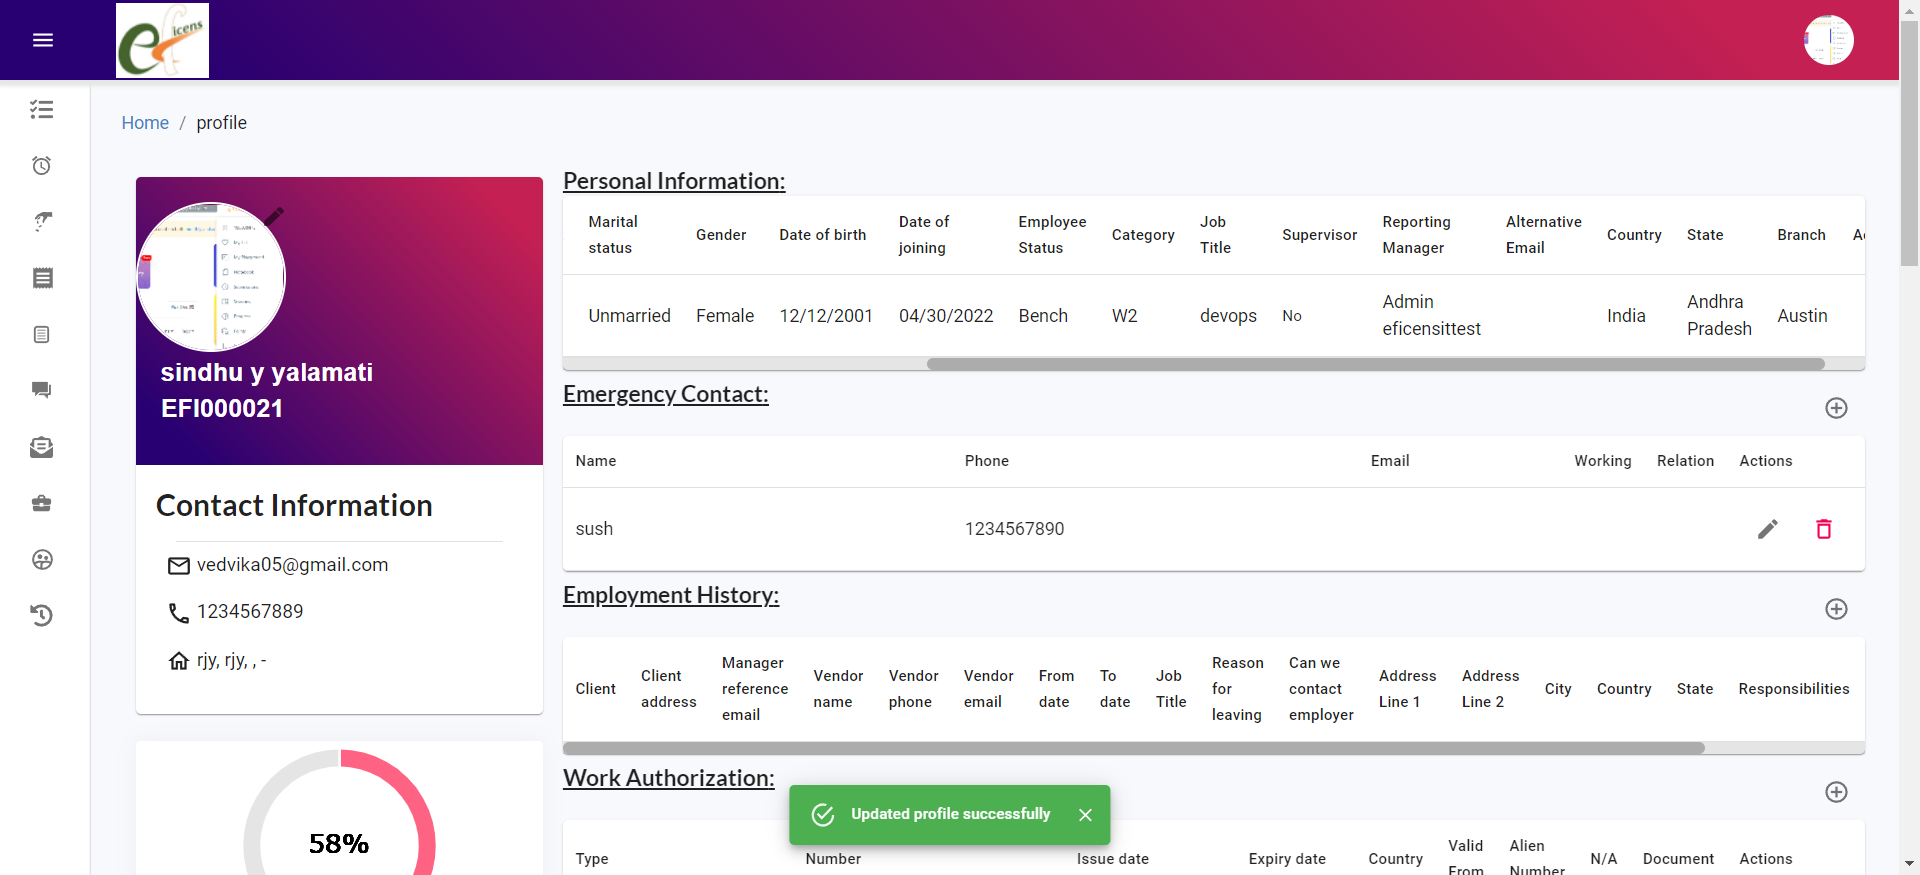 eficens
Home / profile
sindhu y yalamati
EFI000021
Contact Information
vedvika05@gmail.com
1234567889
rjy, rjy, , -
58%
Personal Information:
Marital status Gender Date of birth Date of joining Employee Status Category Job Title Supervisor Reporting Manager Alternative Email Country State Branch
Unmarried Female 12/12/2001 04/30/2022 Bench W2 devops No Admin eficensittest India Andhra Pradesh Austin
Emergency Contact:
Name Phone Email Working Relation Actions
sush 1234567890
Employment History:
Client Client address Manager reference email Vendor name Vendor phone Vendor email From date To date Job Title Reason for leaving Can we contact employer Address Line 1 Address Line 2 City Country State Responsibilities
Work Authorization:
Updated profile successfully
Type Number Issue date Expiry date Country Valid From Alien Number N/A Document Actions